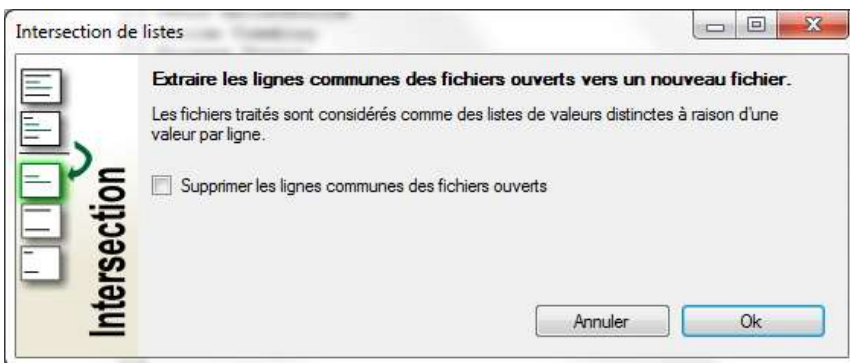 Intersection de listes
Extraire les lignes communes des fichiers ouverts vers un nouveau fichier.
Les fichiers traités sont considérés comme des listes de valeurs distinctes à raison d'une
valeur par ligne.
Supprimer les lignes communes des fichiers ouverts
Intersection
Annuler
Ok